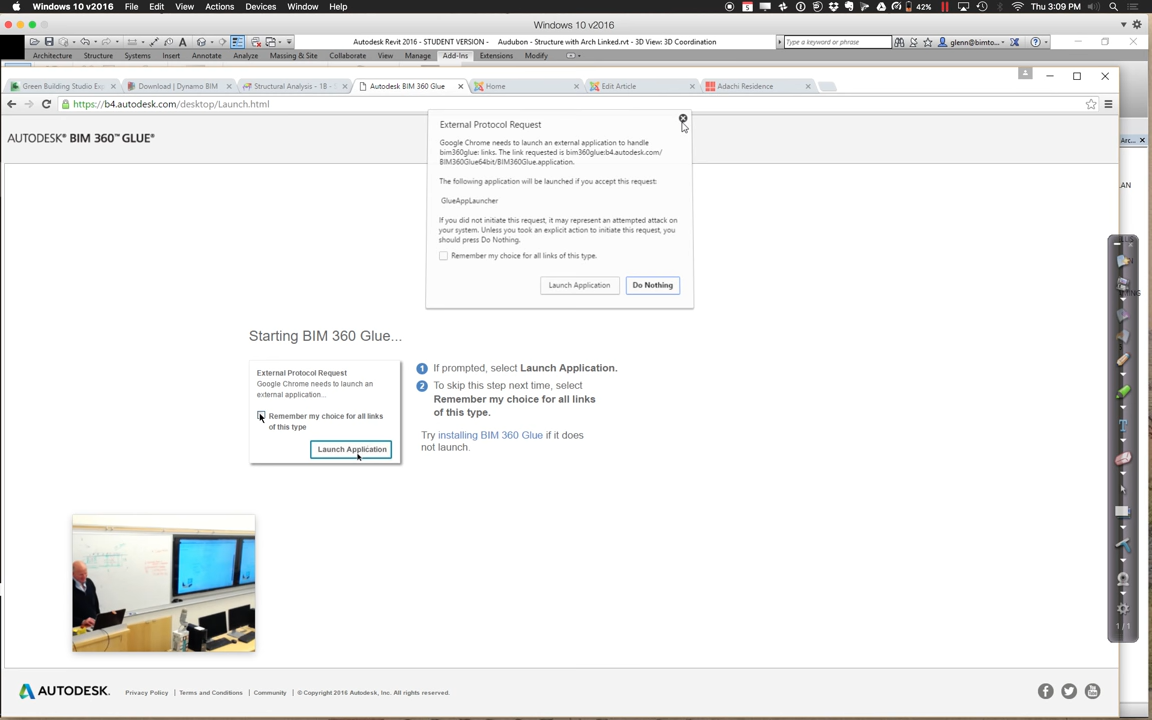 Windows 10 v2016 File Edit View Actions Devices Window Help
42% Thu 3:09 PM
Windows 10 v2016
Autodesk Revit 2016 - STUDENT VERSION - Audubon - Structure with Arch Linked.rvt - 3D View: 3D Coordination
Type a keyword or phrase
glenn@bimto...
Architecture Structure Systems Insert Annotate Analyze Massing & Site Collaborate View Manage Add-Ins Extensions Modify
Green Building Studio Ex
Download | Dynamo BIM
Structural Analysis - 1B -
Autodesk BIM 360 Glue
Home
Edit Article
Adachi Residence
https://b4.autodesk.com/desktop/Launch.html
AUTODESK® BIM 360™ GLUE®
Arc...
External Protocol Request
Google Chrome needs to launch an external application to handle
bim360glue: links. The link requested is bim360glue:b4.autodesk.com/
BIM360Glue64bit/BIM360Glue.application.
The following application will be launched if you accept this request:
GlueAppLauncher
If you did not initiate this request, it may represent an attempted attack on
your system. Unless you took an explicit action to initiate this request, you
should press Do Nothing.
Remember my choice for all links of this type.
Launch Application Do Nothing
Starting BIM 360 Glue...
External Protocol Request
Google Chrome needs to launch an
external application...
Remember my choice for all links
of this type
Launch Application
1 If prompted, select Launch Application.
2 To skip this step next time, select
Remember my choice for all links
of this type.
Try installing BIM 360 Glue if it does
not launch.
1 / 1
AUTODESK. Privacy Policy | Terms and Conditions | Community | © Copyright 2016 Autodesk, Inc. All rights reserved.